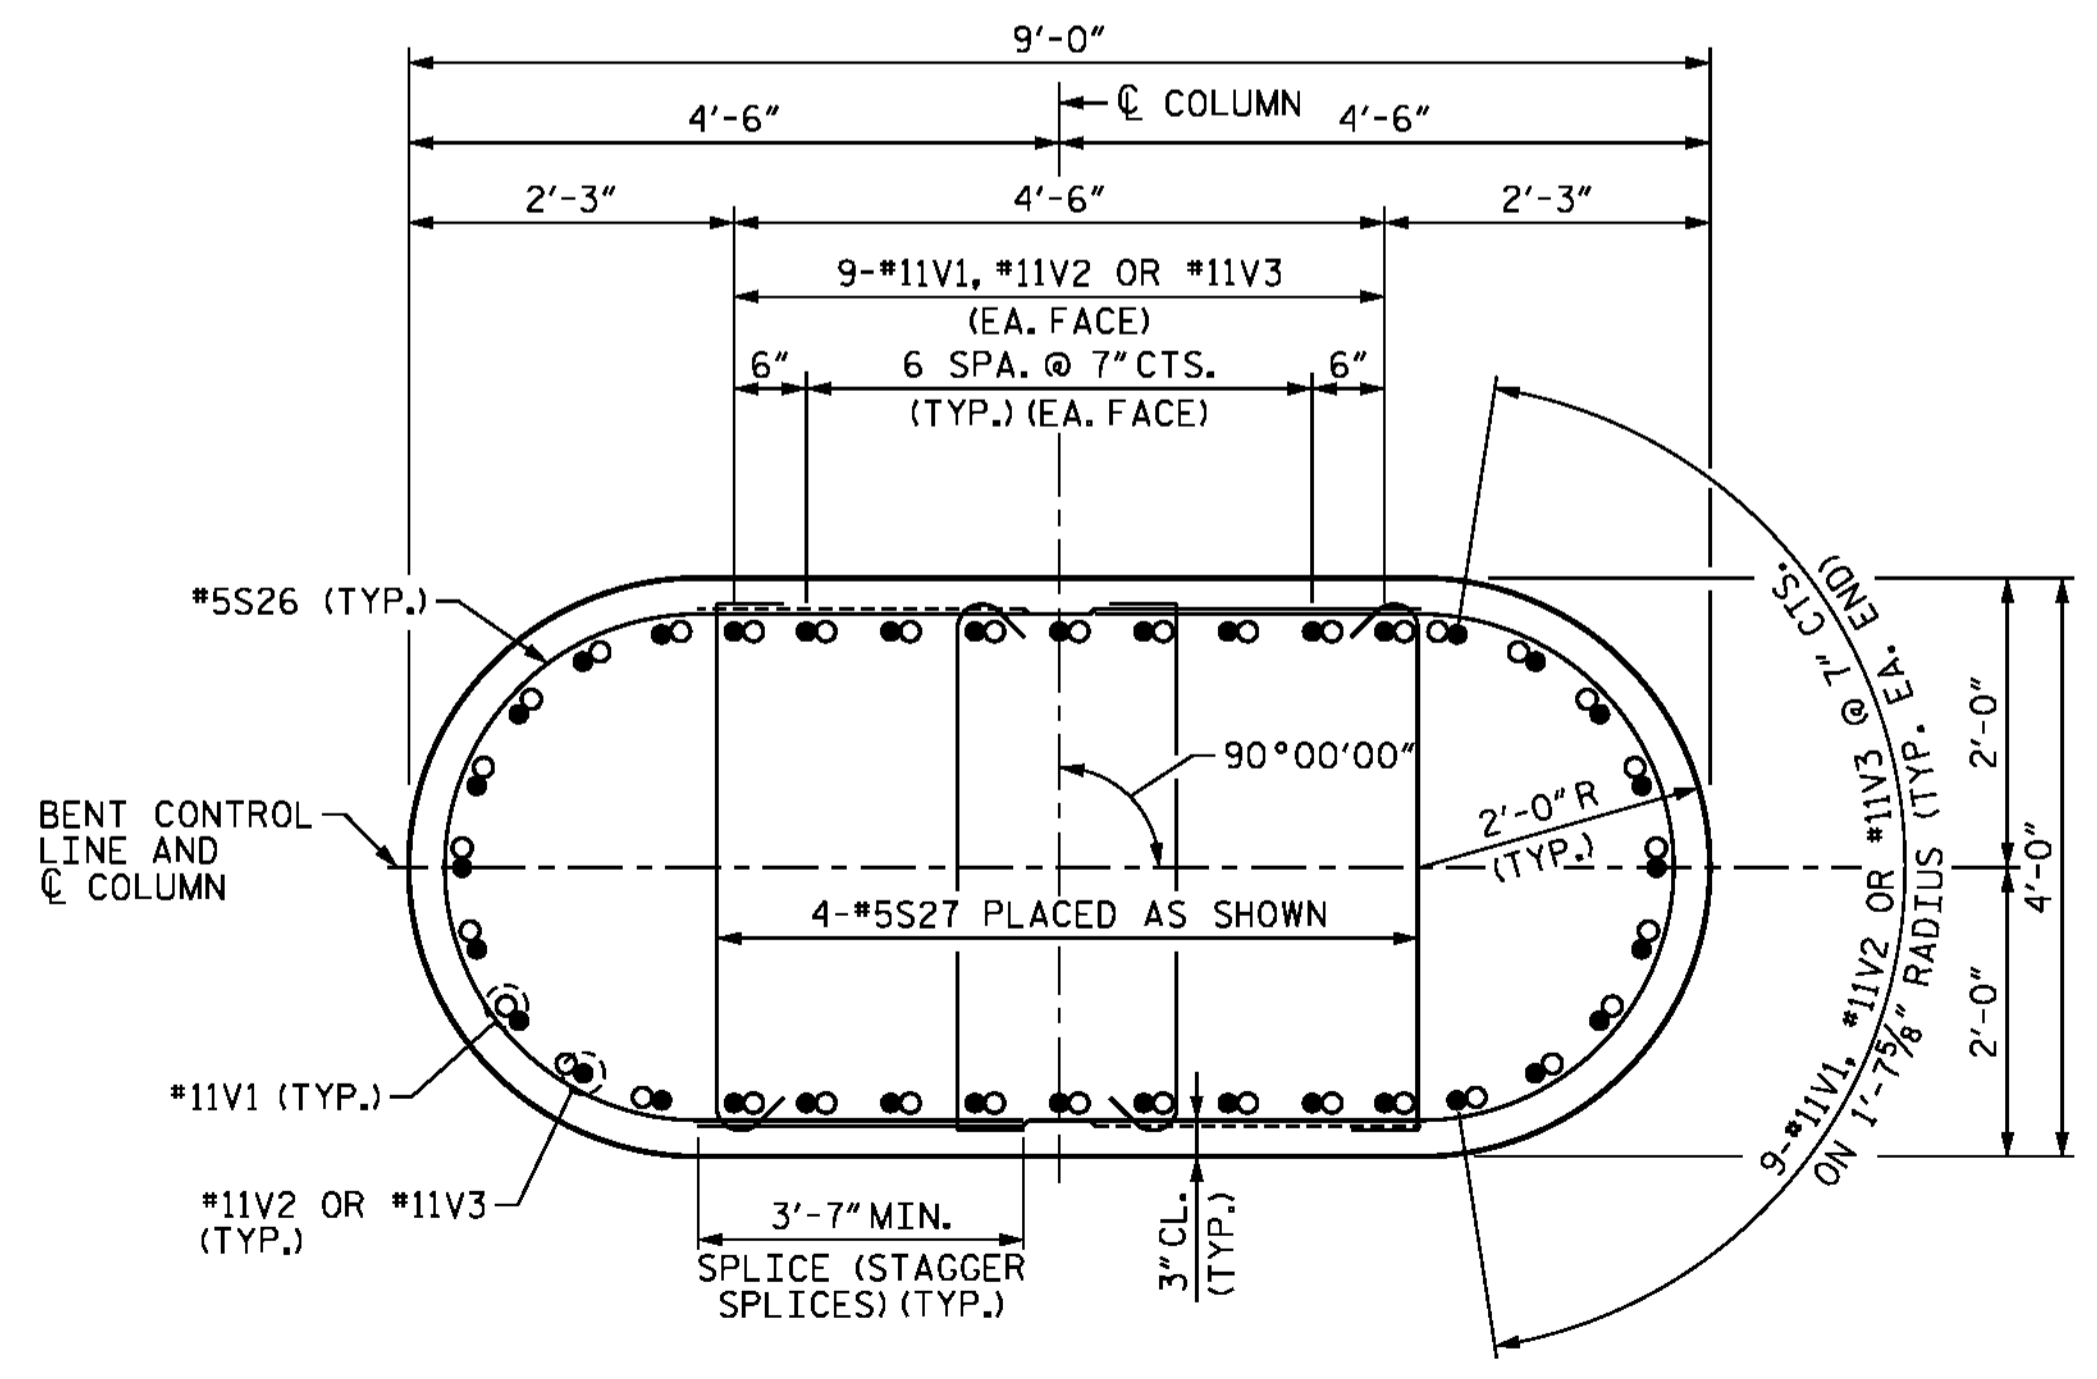 9'-0"
℄ COLUMN
4'-6"
4'-6"
2'-3"
4'-6"
2'-3"
9-#11V1, #11V2 OR #11V3
(EA. FACE)
6"
6 SPA. @ 7" CTS.
6"
(TYP.) (EA. FACE)
#5S26 (TYP.)
90°00'00"
2'-0" R
(TYP.)
BENT CONTROL
LINE AND
℄ COLUMN
4-#5S27 PLACED AS SHOWN
9-#11V1, #11V2 OR #11V3 @ 7" CTS.
ON 1'-7 5/8" RADIUS (TYP. EA. END)
2'-0"
4'-0"
2'-0"
#11V1 (TYP.)
#11V2 OR #11V3
(TYP.)
3'-7" MIN.
SPLICE (STAGGER
SPLICES) (TYP.)
3" CL.
(TYP.)